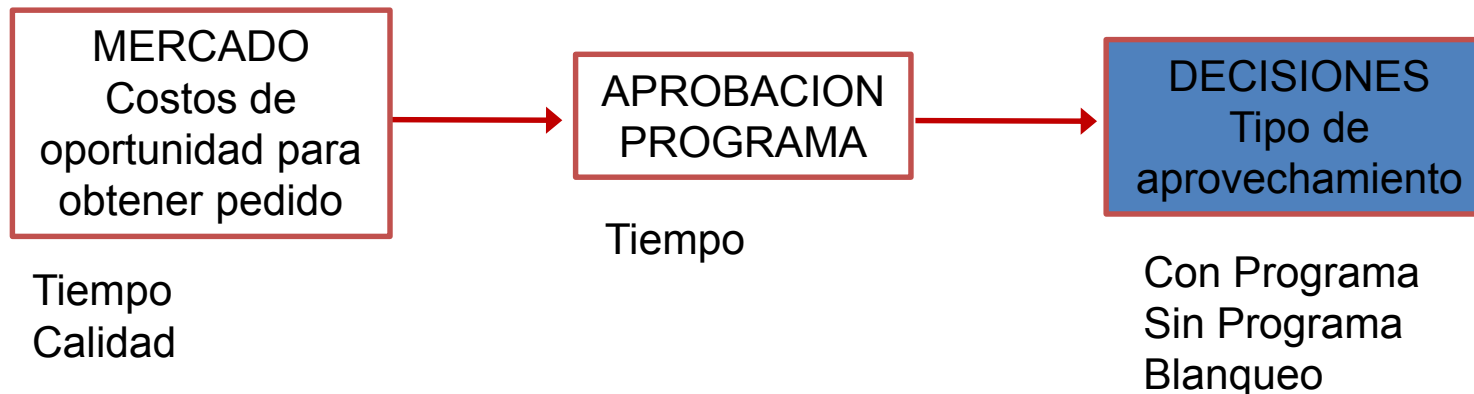 MERCADO
Costos de
oportunidad para
obtener pedido
Tiempo
Calidad
APROBACION
PROGRAMA
Tiempo
DECISIONES
Tipo de
aprovechamiento
Con Programa
Sin Programa
Blanqueo